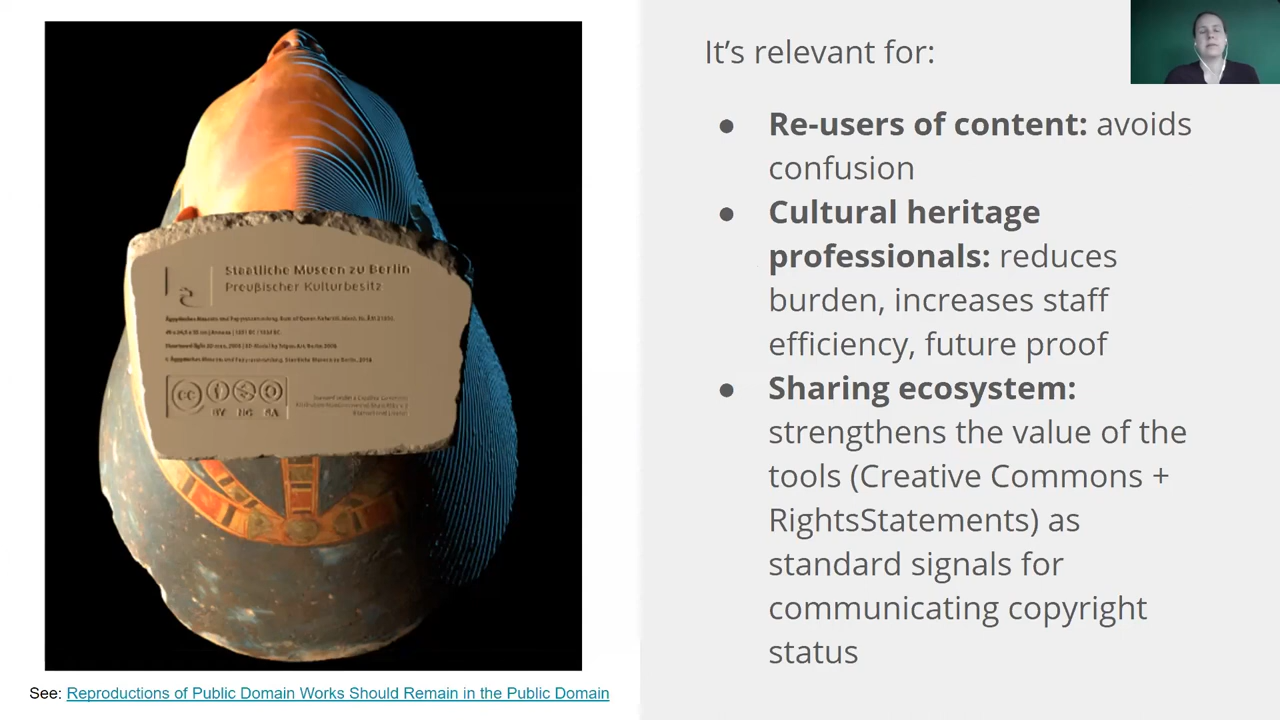 Staatliche Museen zu Berlin
Preußischer Kulturbesitz
cc
BY NC SA
See: Reproductions of Public Domain Works Should Remain in the Public Domain
It's relevant for:
● Re-users of content: avoids
confusion
● Cultural heritage
professionals: reduces
burden, increases staff
efficiency, future proof
● Sharing ecosystem:
strengthens the value of the
tools (Creative Commons +
RightsStatements) as
standard signals for
communicating copyright
status